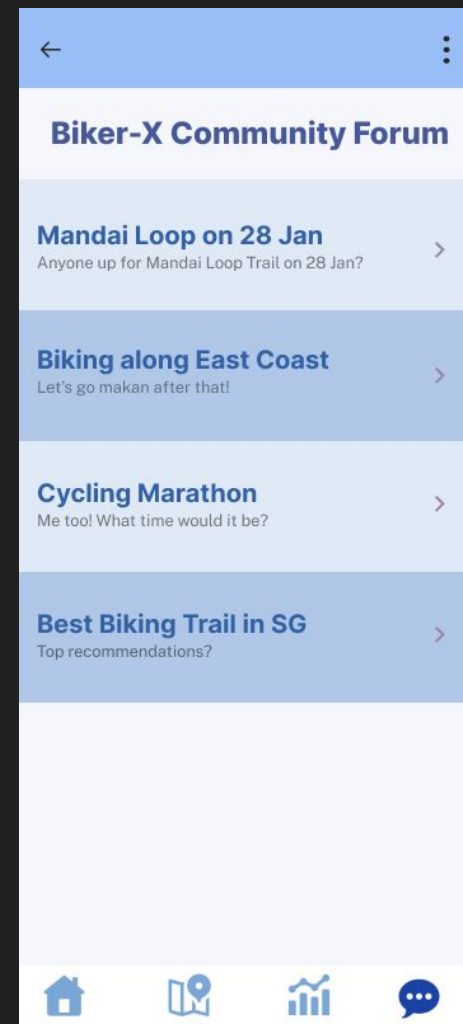 Biker-X Community Forum
Mandai Loop on 28 Jan
Anyone up for Mandai Loop Trail on 28 Jan?
Biking along East Coast
Let's go makan after that!
Cycling Marathon
Me too! What time would it be?
Best Biking Trail in SG
Top recommendations?